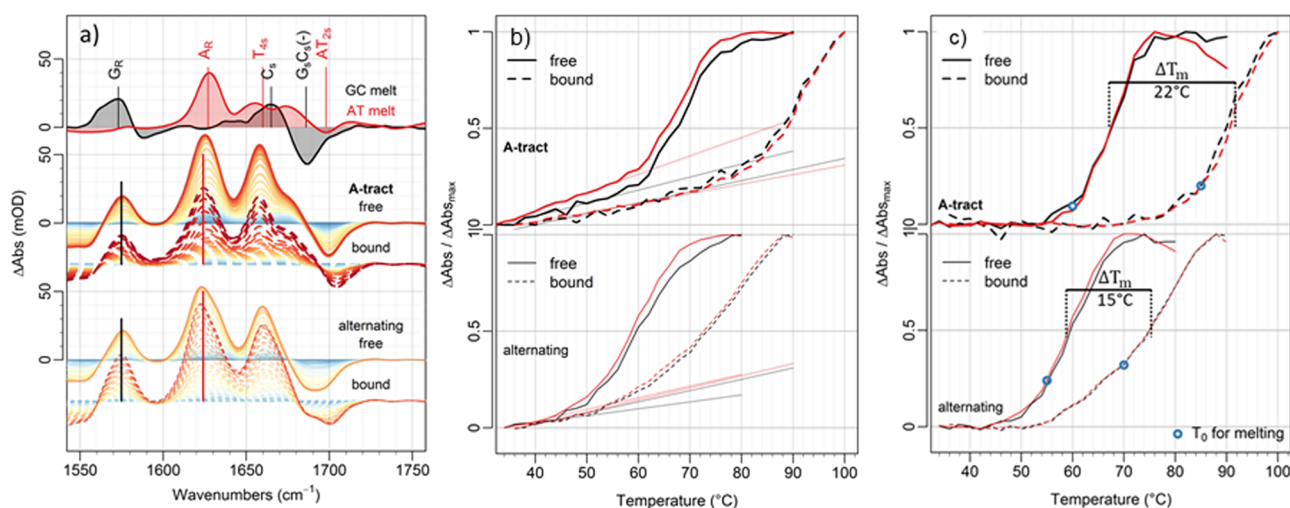 a)
G_R
A_R
T_4s
C_s
G_sC_s(-)
AT_2s
GC melt
AT melt
A-tract
free
bound
alternating
free
bound
0
50
0
50
0
ΔAbs (mOD)
1550 1600 1650 1700 1750
Wavenumbers (cm⁻¹)
b)
free
bound
A-tract
free
bound
alternating
1
0.5
1|0
0.5
0
ΔAbs / ΔAbs_max
40 50 60 70 80 90 100
Temperature (°C)
c)
free
bound
ΔT_m
22°C
A-tract
free
bound
ΔT_m
15°C
alternating
T_0 for melting
1
0.5
1|0
0.5
0
ΔAbs / ΔAbs_max
40 50 60 70 80 90 100
Temperature (°C)